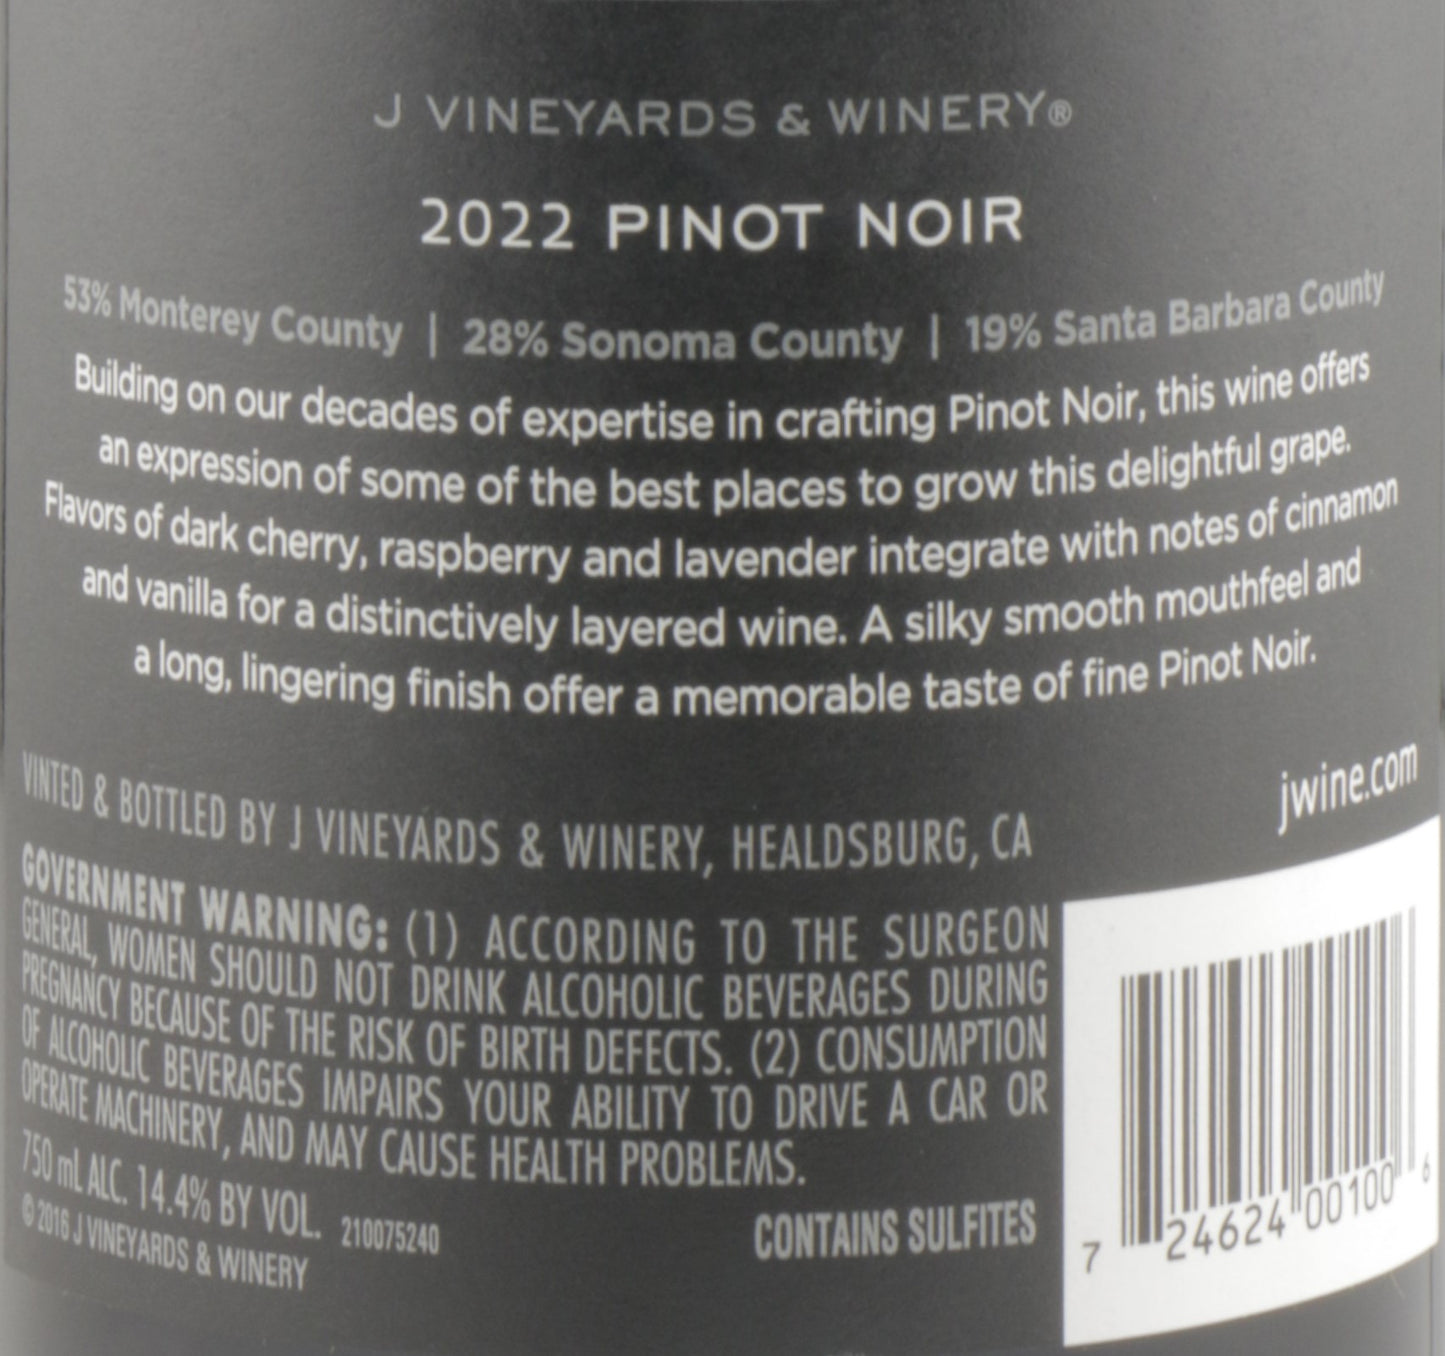 J VINEYARDS & WINERY®
2022 PINOT NOIR
53% Monterey County | 28% Sonoma County | 19% Santa Barbara County
Building on our decades of expertise in crafting Pinot Noir, this wine offers
an expression of some of the best places to grow this delightful grape.
Flavors of dark cherry, raspberry and lavender integrate with notes of cinnamon
and vanilla for a distinctively layered wine. A silky smooth mouthfeel and
a long, lingering finish offer a memorable taste of fine Pinot Noir.
jwine.com
VINTED & BOTTLED BY J VINEYARDS & WINERY, HEALDSBURG, CA
GOVERNMENT WARNING: (1) ACCORDING TO THE SURGEON
GENERAL, WOMEN SHOULD NOT DRINK ALCOHOLIC BEVERAGES DURING
PREGNANCY BECAUSE OF THE RISK OF BIRTH DEFECTS. (2) CONSUMPTION
OF ALCOHOLIC BEVERAGES IMPAIRS YOUR ABILITY TO DRIVE A CAR OR
OPERATE MACHINERY, AND MAY CAUSE HEALTH PROBLEMS.
750 mL ALC. 14.4% BY VOL. 210075240
CONTAINS SULFITES
© 2016 J VINEYARDS & WINERY
7 24624 00100 6